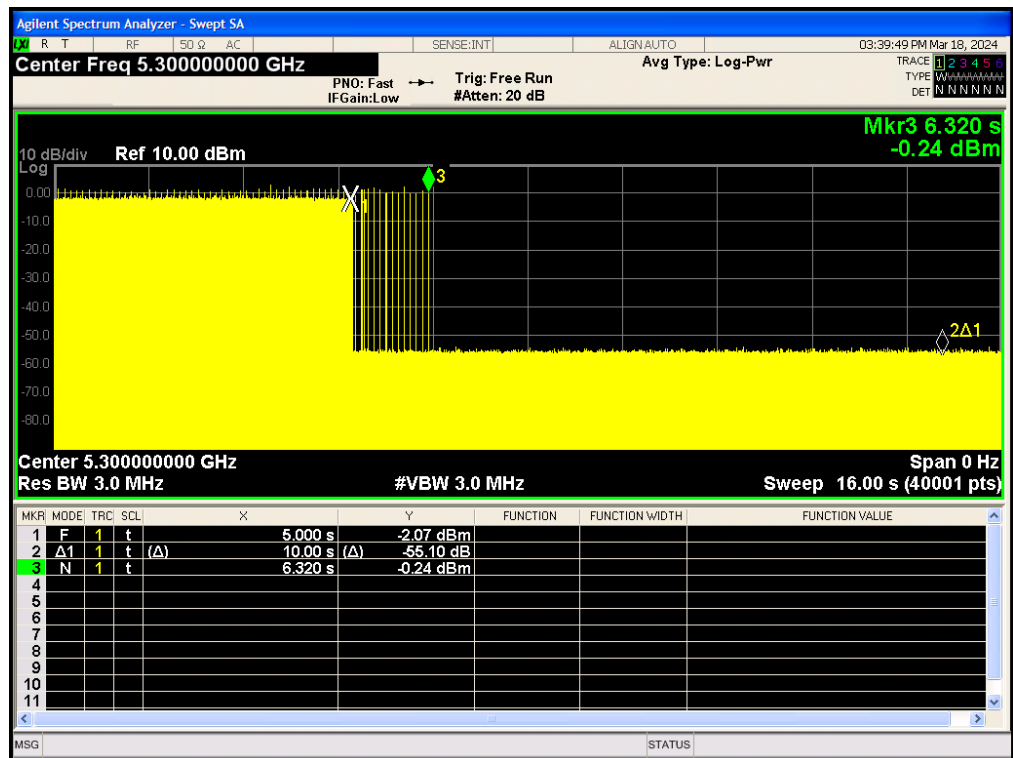 Agilent Spectrum Analyzer - Swept SA
LXI R T RF 50 Ω AC SENSE:INT ALIGN AUTO 03:39:49 PM Mar 18, 2024
Center Freq 5.300000000 GHz Avg Type: Log-Pwr TRACE 1 2 3 4 5 6
PNO: Fast Trig: Free Run TYPE
IFGain:Low #Atten: 20 dB DET N N N N N N
Mkr3 6.320 s
10 dB/div Ref 10.00 dBm -0.24 dBm
Log
3
0.00
1
-10.0
-20.0
-30.0
-40.0
-50.0
2Δ1
-60.0
-70.0
-80.0
Center 5.300000000 GHz Span 0 Hz
Res BW 3.0 MHz #VBW 3.0 MHz Sweep 16.00 s (40001 pts)
MKR MODE TRC SCL X Y FUNCTION FUNCTION WIDTH FUNCTION VALUE
1 F 1 t 5.000 s -2.07 dBm
2 Δ1 1 t (Δ) 10.00 s (Δ) -55.10 dB
3 N 1 t 6.320 s -0.24 dBm
4
5
6
7
8
9
10
11
MSG STATUS